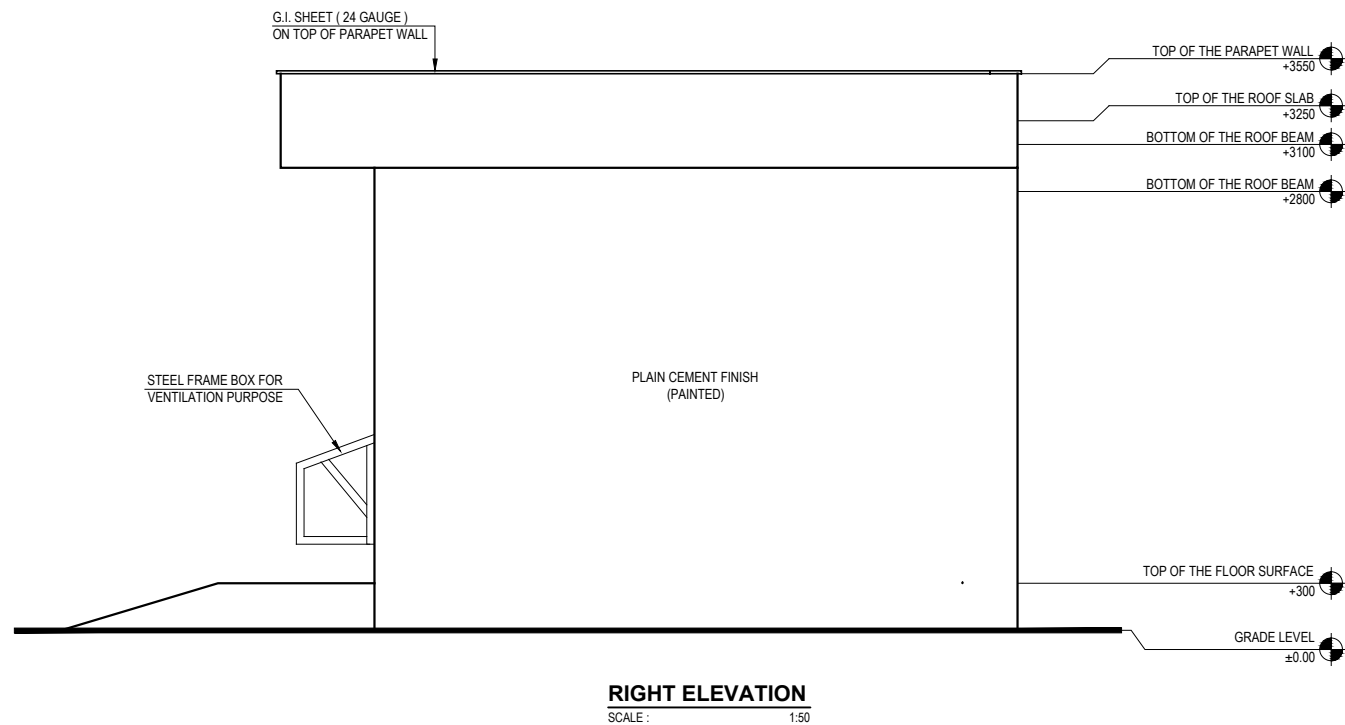 G.I. SHEET ( 24 GAUGE )
ON TOP OF PARAPET WALL
TOP OF THE PARAPET WALL
+3550
TOP OF THE ROOF SLAB
+3250
BOTTOM OF THE ROOF BEAM
+3100
BOTTOM OF THE ROOF BEAM
+2800
STEEL FRAME BOX FOR
VENTILATION PURPOSE
PLAIN CEMENT FINISH
(PAINTED)
TOP OF THE FLOOR SURFACE
+300
GRADE LEVEL
±0.00
RIGHT ELEVATION
SCALE : 1:50